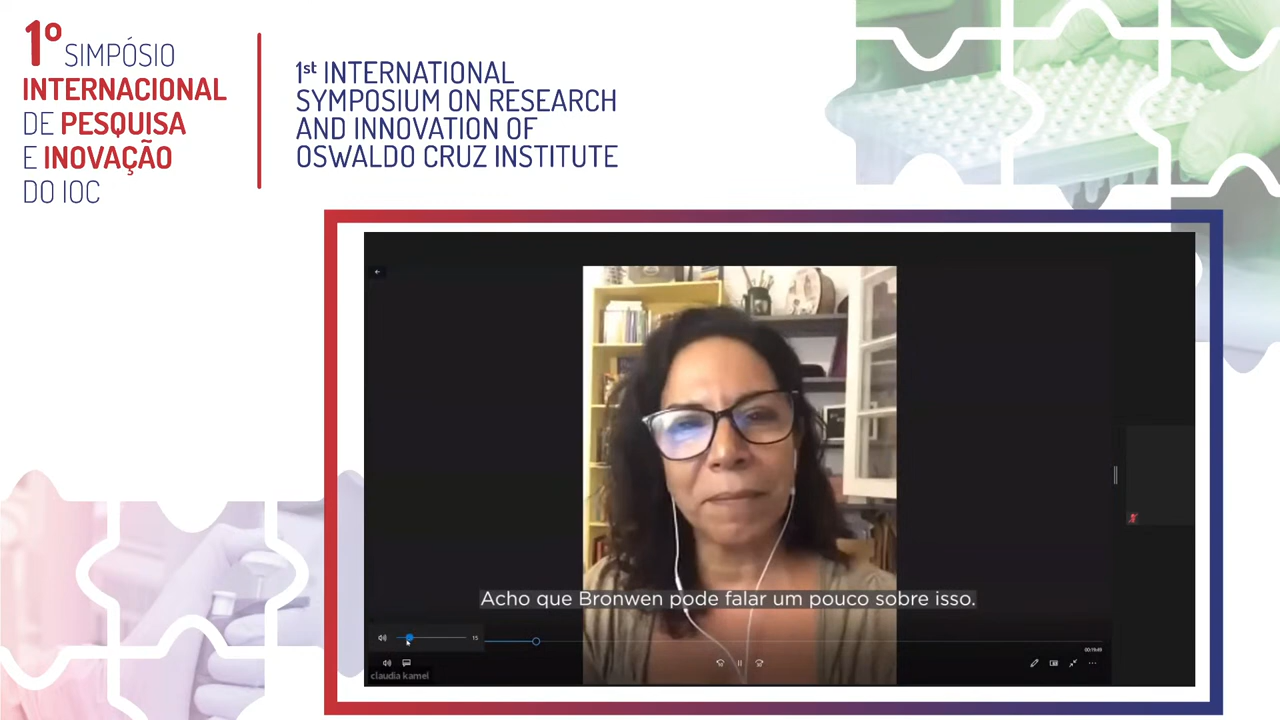 1º SIMPÓSIO
INTERNACIONAL
DE PESQUISA
E INOVAÇÃO
DO IOC
1st INTERNATIONAL
SYMPOSIUM ON RESEARCH
AND INNOVATION OF
OSWALDO CRUZ INSTITUTE
Acho que Bronwen pode falar um pouco sobre isso.
15
claudia kamel